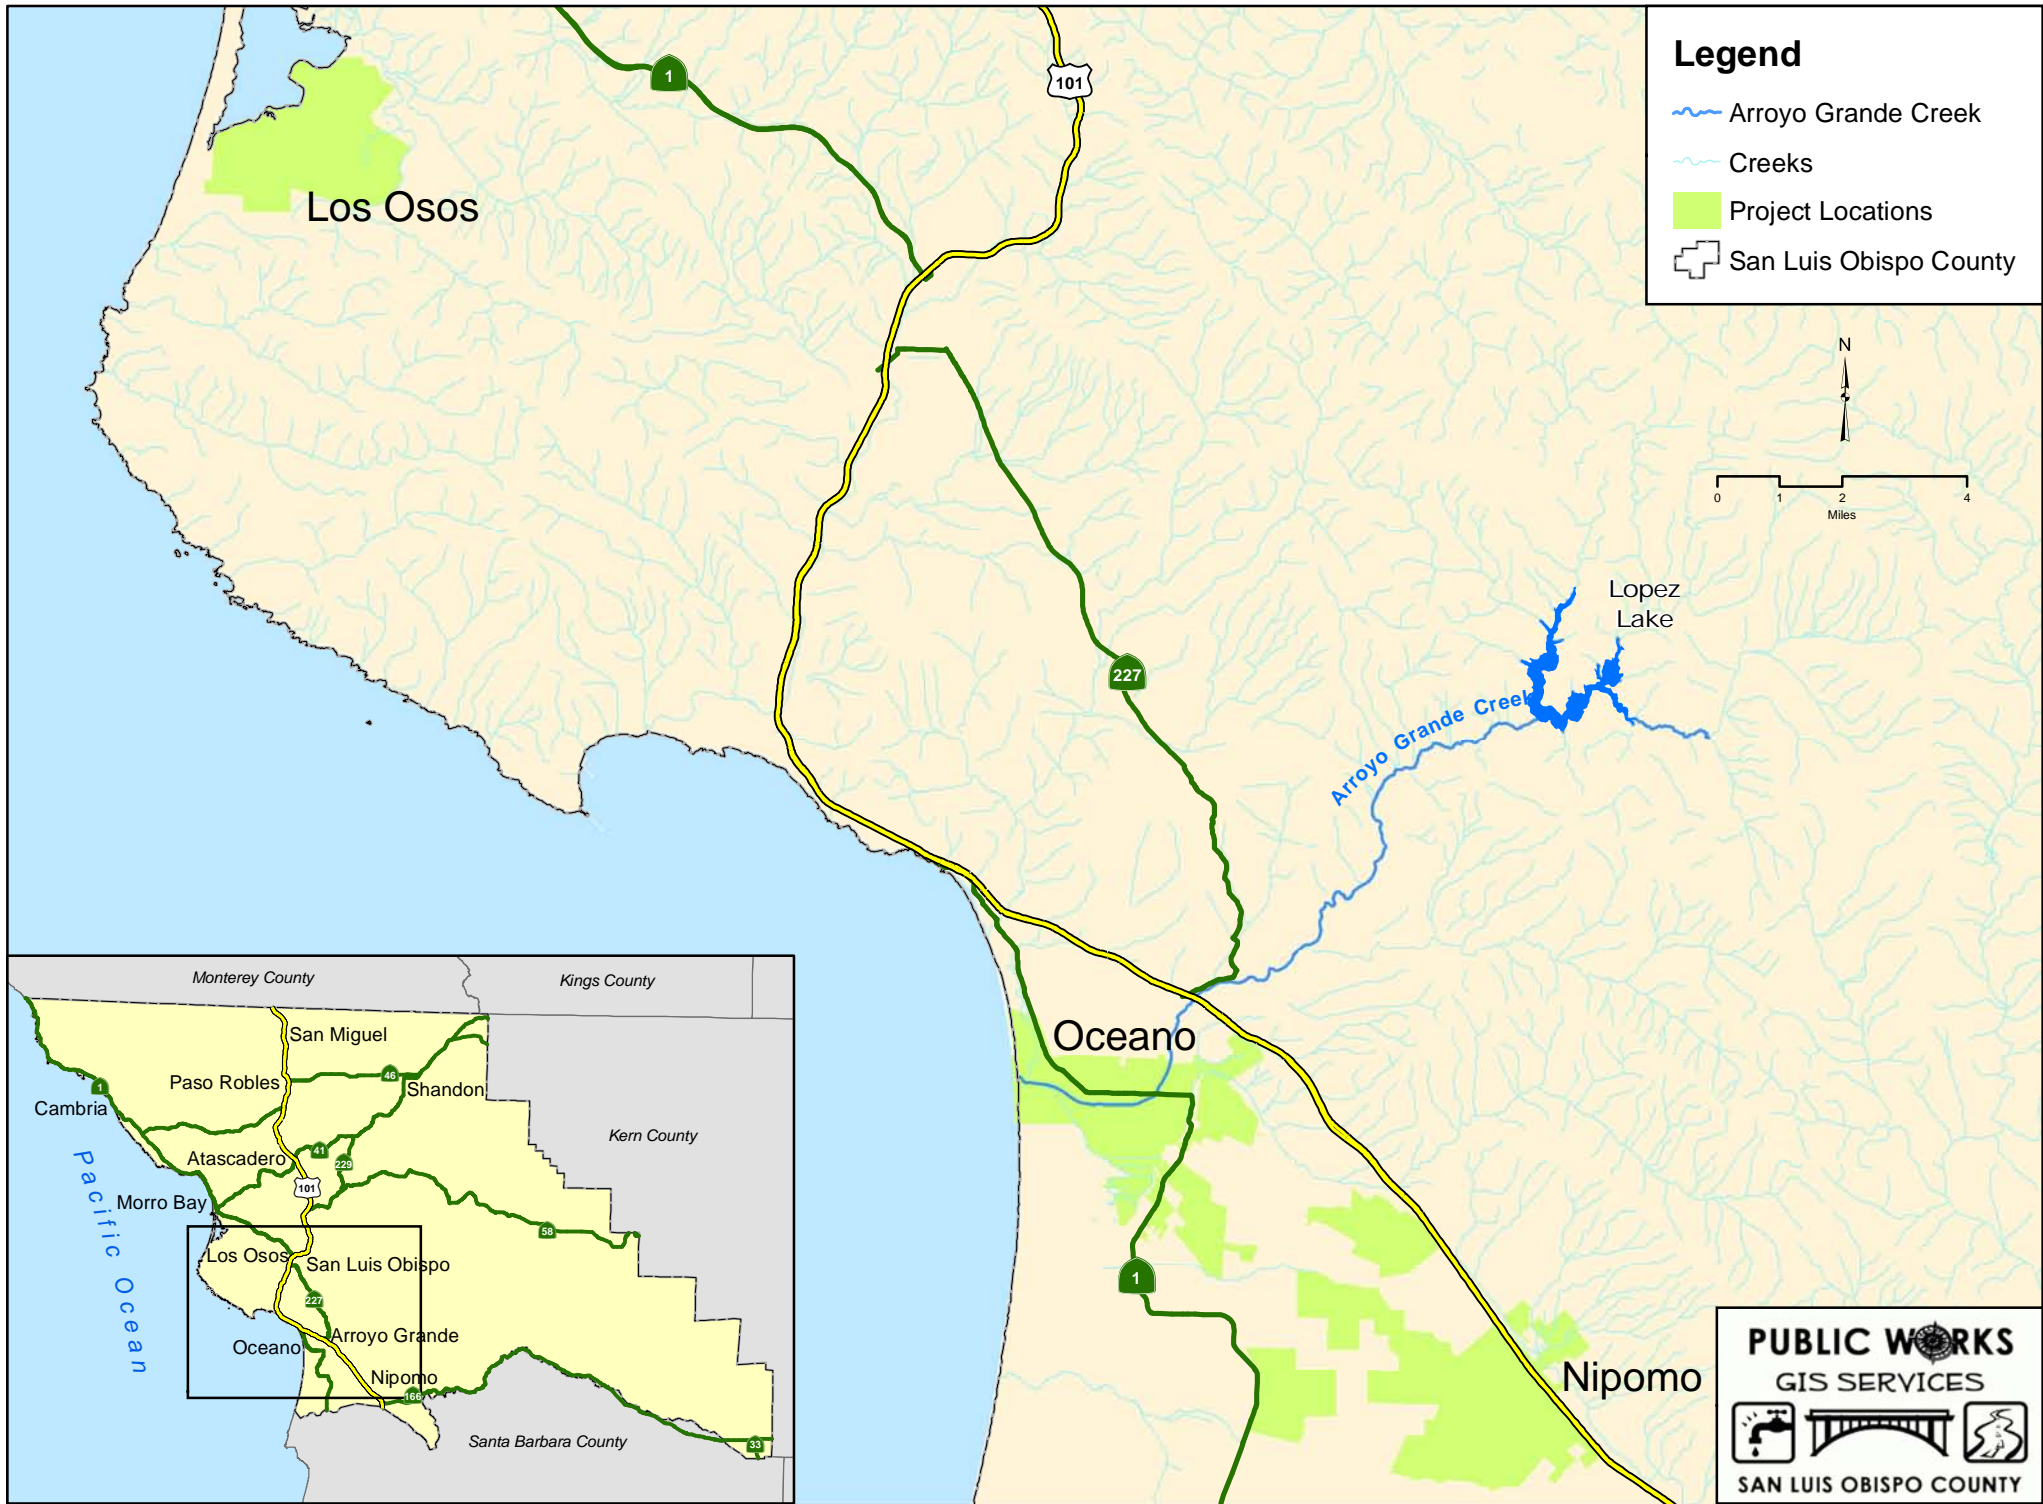 1
101
Los Osos
Legend
Arroyo Grande Creek
Creeks
Project Locations
San Luis Obispo County
N
0 1 2 4
Miles
Lopez
Lake
227
Arroyo Grande Creek
Oceano
1
Nipomo
Monterey County
Kings County
San Miguel
Paso Robles
46
Shandon
1
Cambria
Kern County
Atascadero
41
229
101
Morro Bay
Pacific Ocean
58
Los Osos
San Luis Obispo
227
Arroyo Grande
Oceano
Nipomo
166
Santa Barbara County
33
PUBLIC WORKS
GIS SERVICES
SAN LUIS OBISPO COUNTY